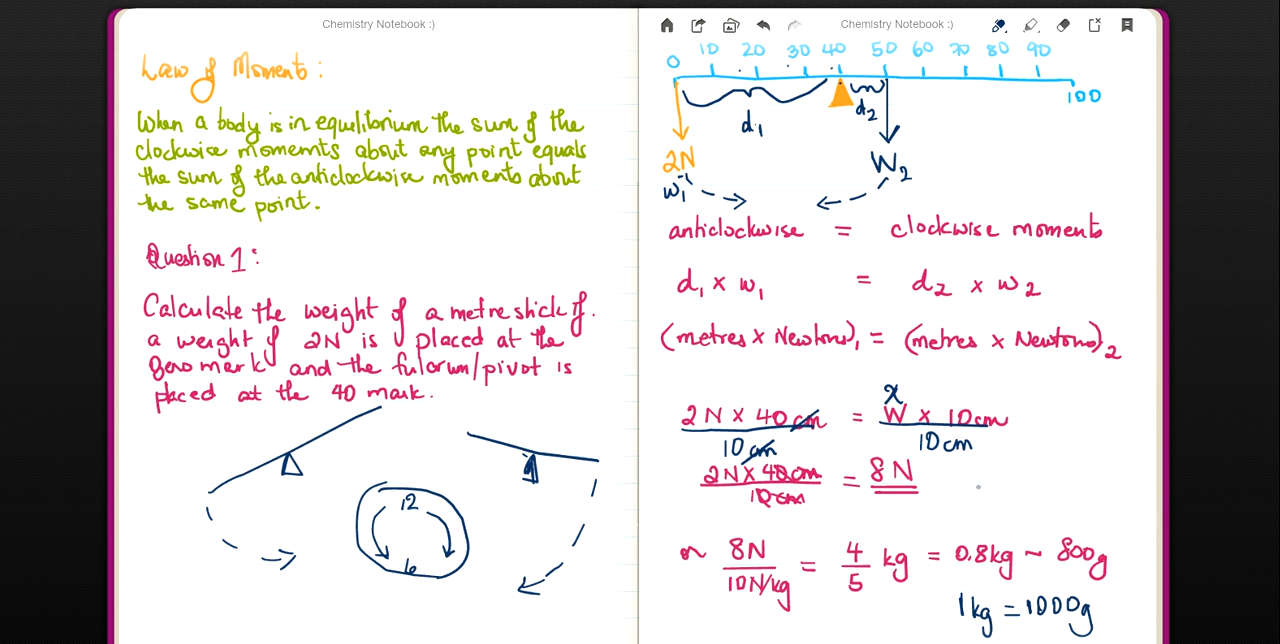 Chemistry Notebook :)
Law of Moments:
When a body is in equilibrium the sum of the
clockwise moments about any point equals
the sum of the anticlockwise moments about
the same point.
Question 1:
Calculate the weight of a metre stick if.
a weight of 2N is placed at the
zero mark and the fulcrum/pivot is
placed at the 40 mark.
12
6
Chemistry Notebook :)
0 10 20 30 40 50 60 70 80 90
100
d₁ d₂
2N W₂
w₁
anticlockwise = clockwise moments
d₁ x w₁ = d₂ x w₂
(metres x Newtons)₁ = (metres x Newtons)₂
x
2N x 40cm = W x 10cm
10cm 10cm
2N x 40cm = 8N
10cm
8N = 4 kg = 0.8kg ~ 800g
10N/kg 5
1kg = 1000g